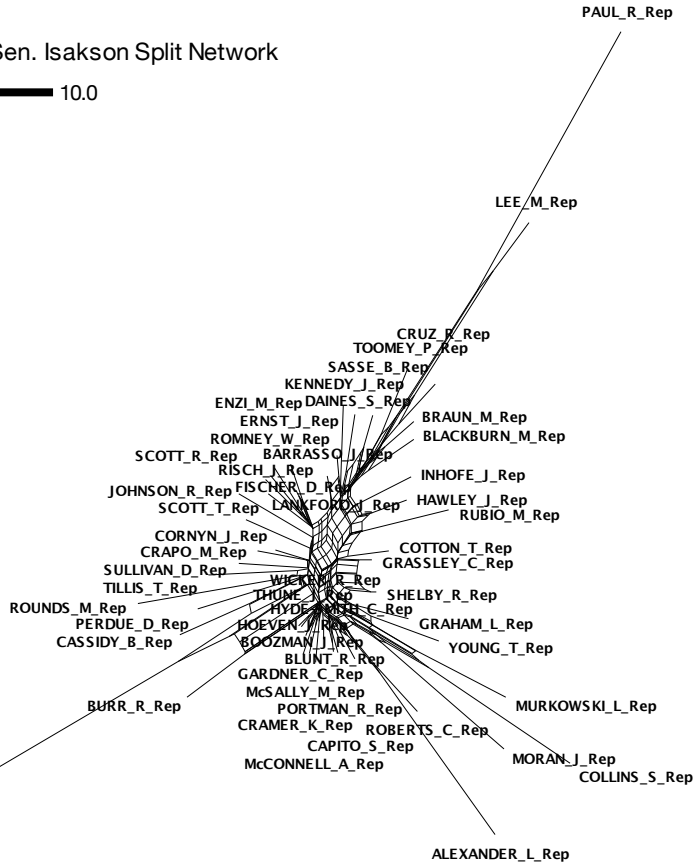 PAUL_R_Rep
Sen. Isakson Split Network
10.0
LEE_M_Rep
CRUZ_R_Rep
TOOMEY_P_Rep
SASSE_B_Rep
KENNEDY_J_Rep
ENZI_M_Rep DAINES_S_Rep
ERNST_J_Rep BRAUN_M_Rep
ROMNEY_W_Rep BLACKBURN_M_Rep
SCOTT_R_Rep BARRASSO_J_Rep
RISCH_J_Rep INHOFE_J_Rep
JOHNSON_R_Rep FISCHER_D_Rep
SCOTT_T_Rep LANKFORD_J_Rep HAWLEY_J_Rep
RUBIO_M_Rep
CORNYN_J_Rep
CRAPO_M_Rep COTTON_T_Rep
SULLIVAN_D_Rep GRASSLEY_C_Rep
TILLIS_T_Rep WICKER_R_Rep
ROUNDS_M_Rep THUNE_J_Rep SHELBY_R_Rep
PERDUE_D_Rep HYDE-SMITH_C_Rep
CASSIDY_B_Rep HOEVEN_J_Rep GRAHAM_L_Rep
BOOZMAN_J_Rep YOUNG_T_Rep
BLUNT_R_Rep
GARDNER_C_Rep
McSALLY_M_Rep
BURR_R_Rep PORTMAN_R_Rep MURKOWSKI_L_Rep
CRAMER_K_Rep ROBERTS_C_Rep
CAPITO_S_Rep
McCONNELL_A_Rep MORAN_J_Rep
COLLINS_S_Rep
ALEXANDER_L_Rep